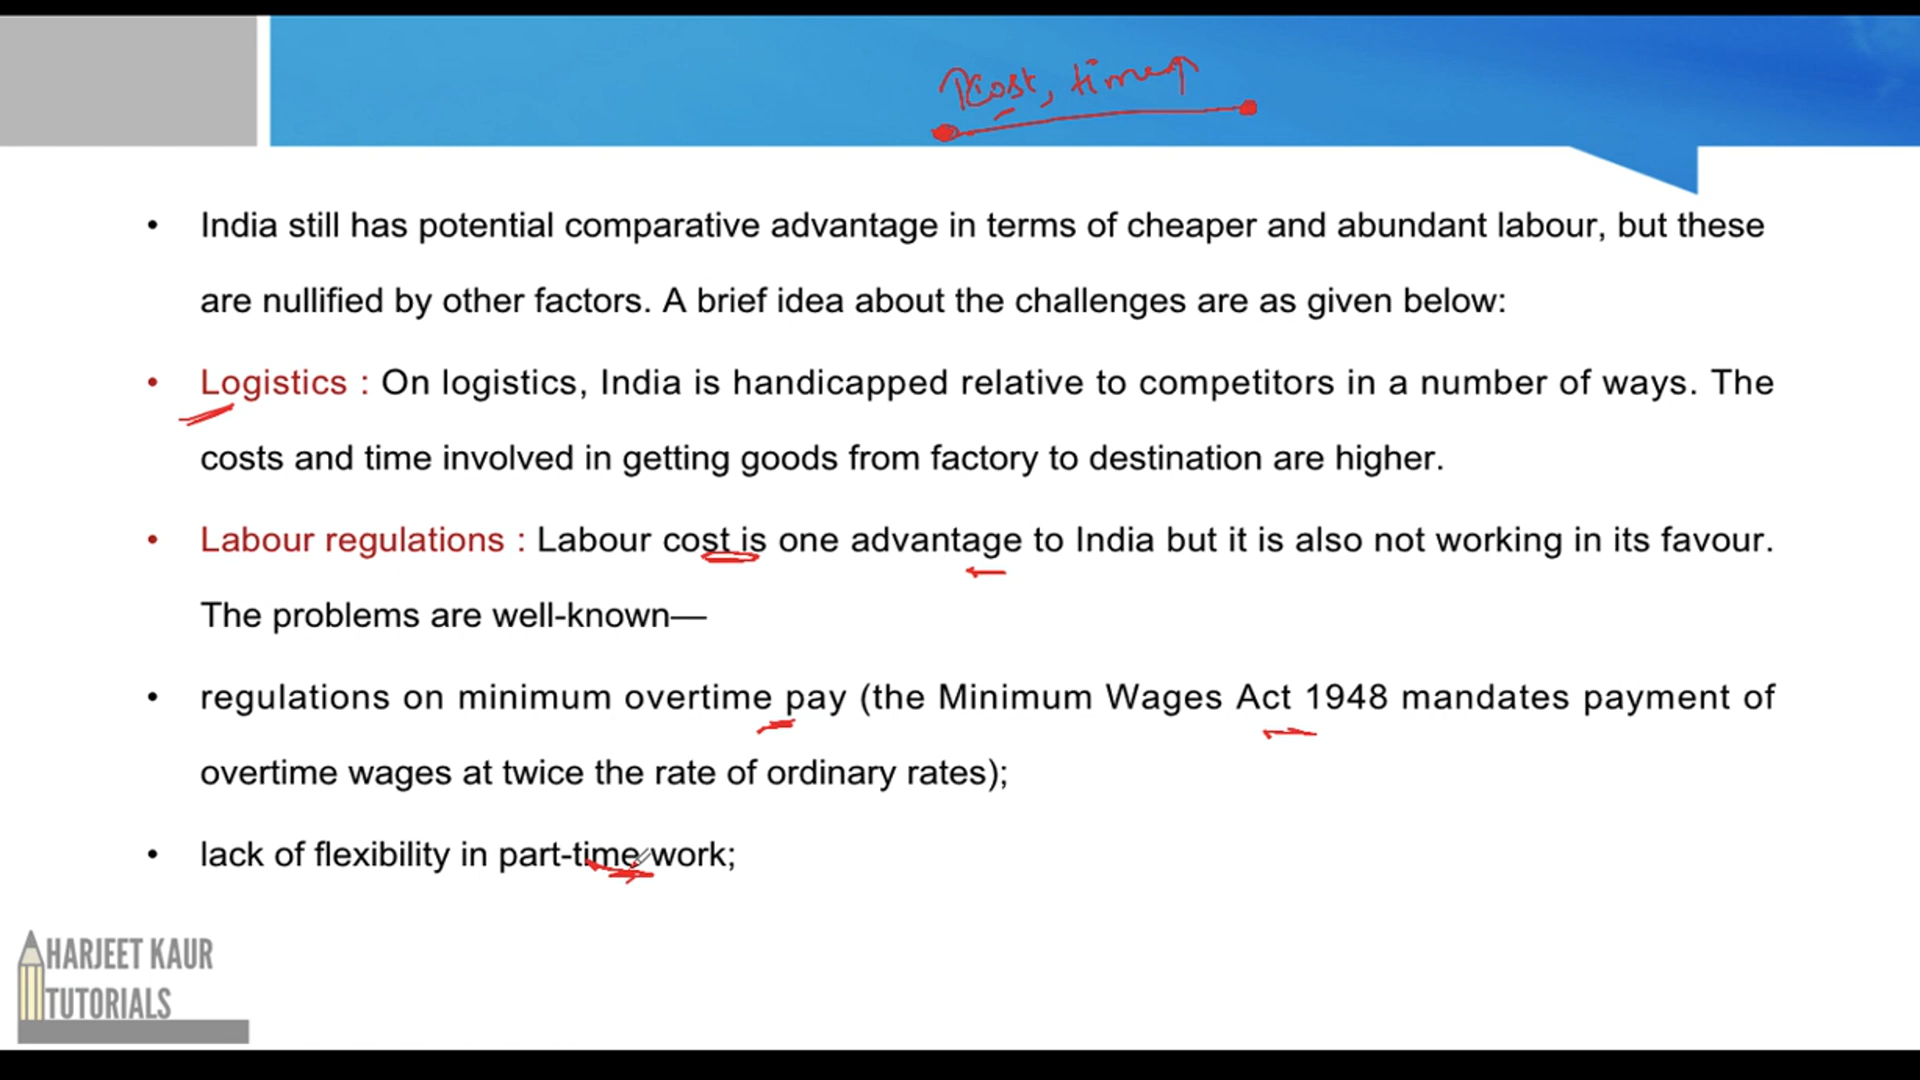 cost, time↑
• India still has potential comparative advantage in terms of cheaper and abundant labour, but these
are nullified by other factors. A brief idea about the challenges are as given below:
• Logistics : On logistics, India is handicapped relative to competitors in a number of ways. The
costs and time involved in getting goods from factory to destination are higher.
• Labour regulations : Labour cost is one advantage to India but it is also not working in its favour.
The problems are well-known—
• regulations on minimum overtime pay (the Minimum Wages Act 1948 mandates payment of
overtime wages at twice the rate of ordinary rates);
• lack of flexibility in part-time work;
HARJEET KAUR
TUTORIALS